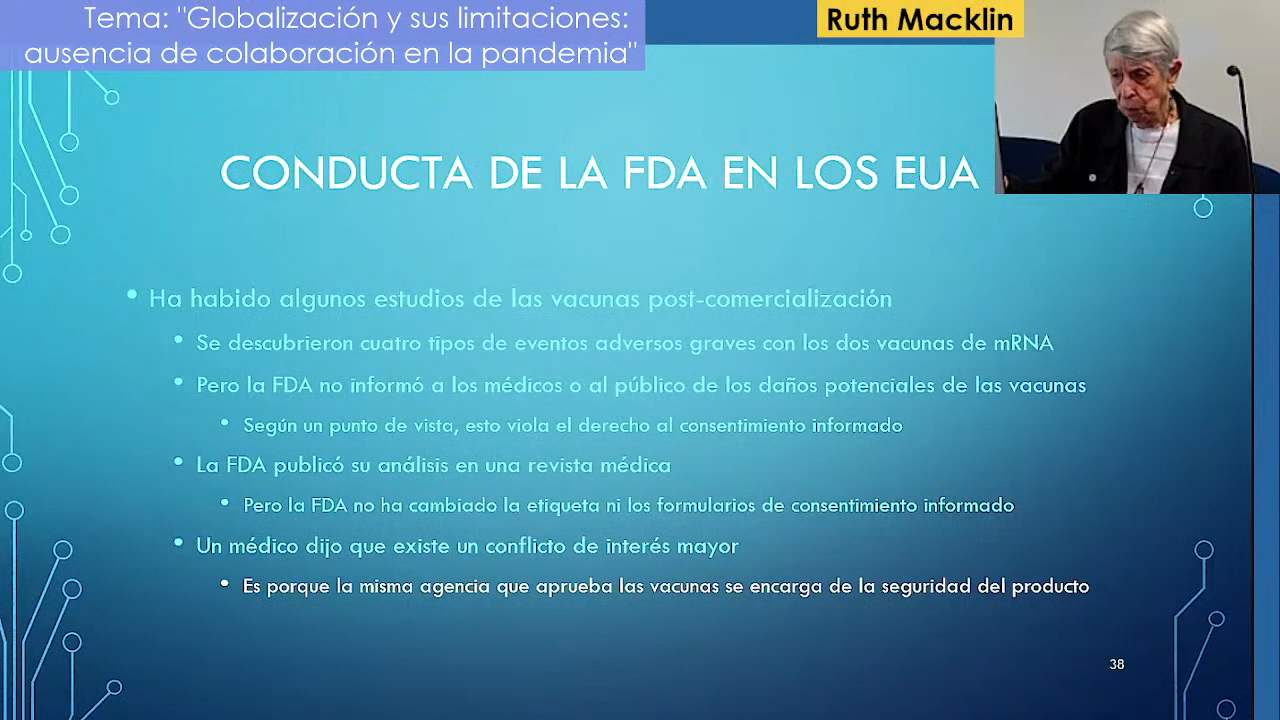 Tema: "Globalización y sus limitaciones:
ausencia de colaboración en la pandemia"
Ruth Macklin
CONDUCTA DE LA FDA EN LOS EUA
• Ha habido algunos estudios de las vacunas post-comercialización
• Se descubrieron cuatro tipos de eventos adversos graves con los dos vacunas de mRNA
• Pero la FDA no informó a los médicos o al público de los daños potenciales de las vacunas
• Según un punto de vista, esto viola el derecho al consentimiento informado
• La FDA publicó su análisis en una revista médica
• Pero la FDA no ha cambiado la etiqueta ni los formularios de consentimiento informado
• Un médico dijo que existe un conflicto de interés mayor
• Es porque la misma agencia que aprueba las vacunas se encarga de la seguridad del producto
38